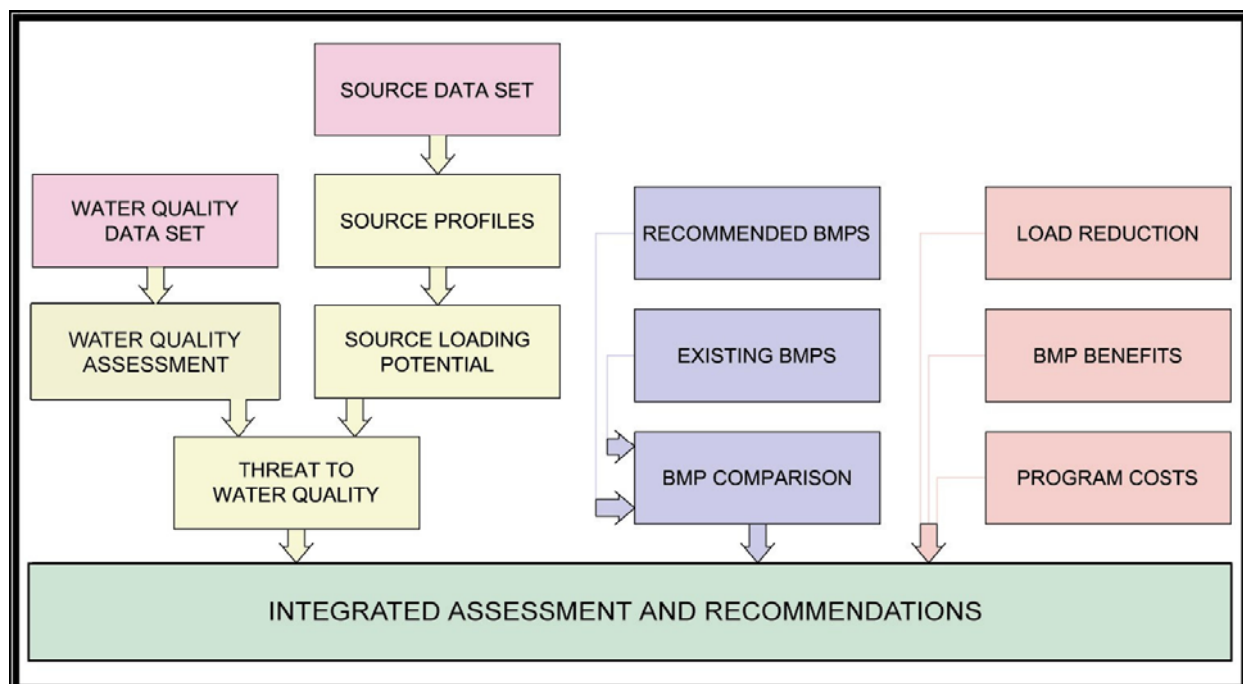 SOURCE DATA SET
WATER QUALITY
DATA SET
SOURCE PROFILES
RECOMMENDED BMPS
LOAD REDUCTION
WATER QUALITY
ASSESSMENT
SOURCE LOADING
POTENTIAL
EXISTING BMPS
BMP BENEFITS
THREAT TO
WATER QUALITY
BMP COMPARISON
PROGRAM COSTS
INTEGRATED ASSESSMENT AND RECOMMENDATIONS